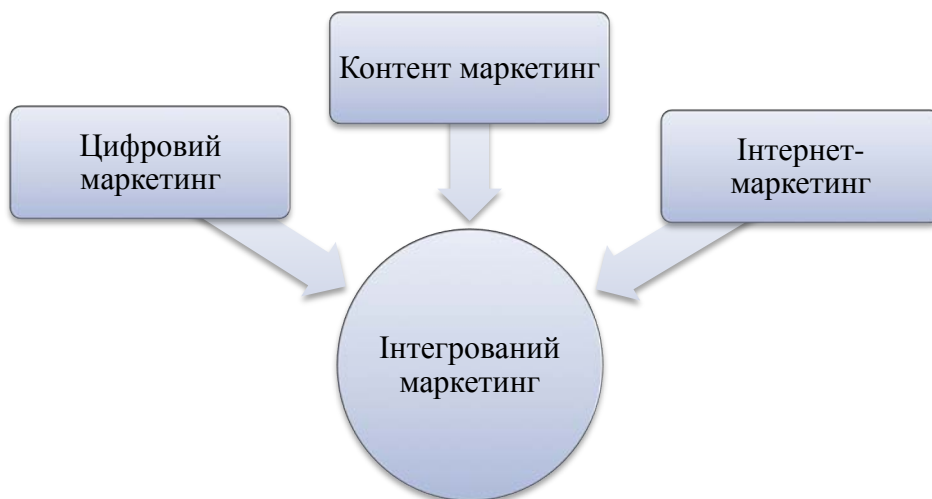 Контент маркетинг
Цифровий
маркетинг
Інтернет-
маркетинг
Інтегрований
маркетинг